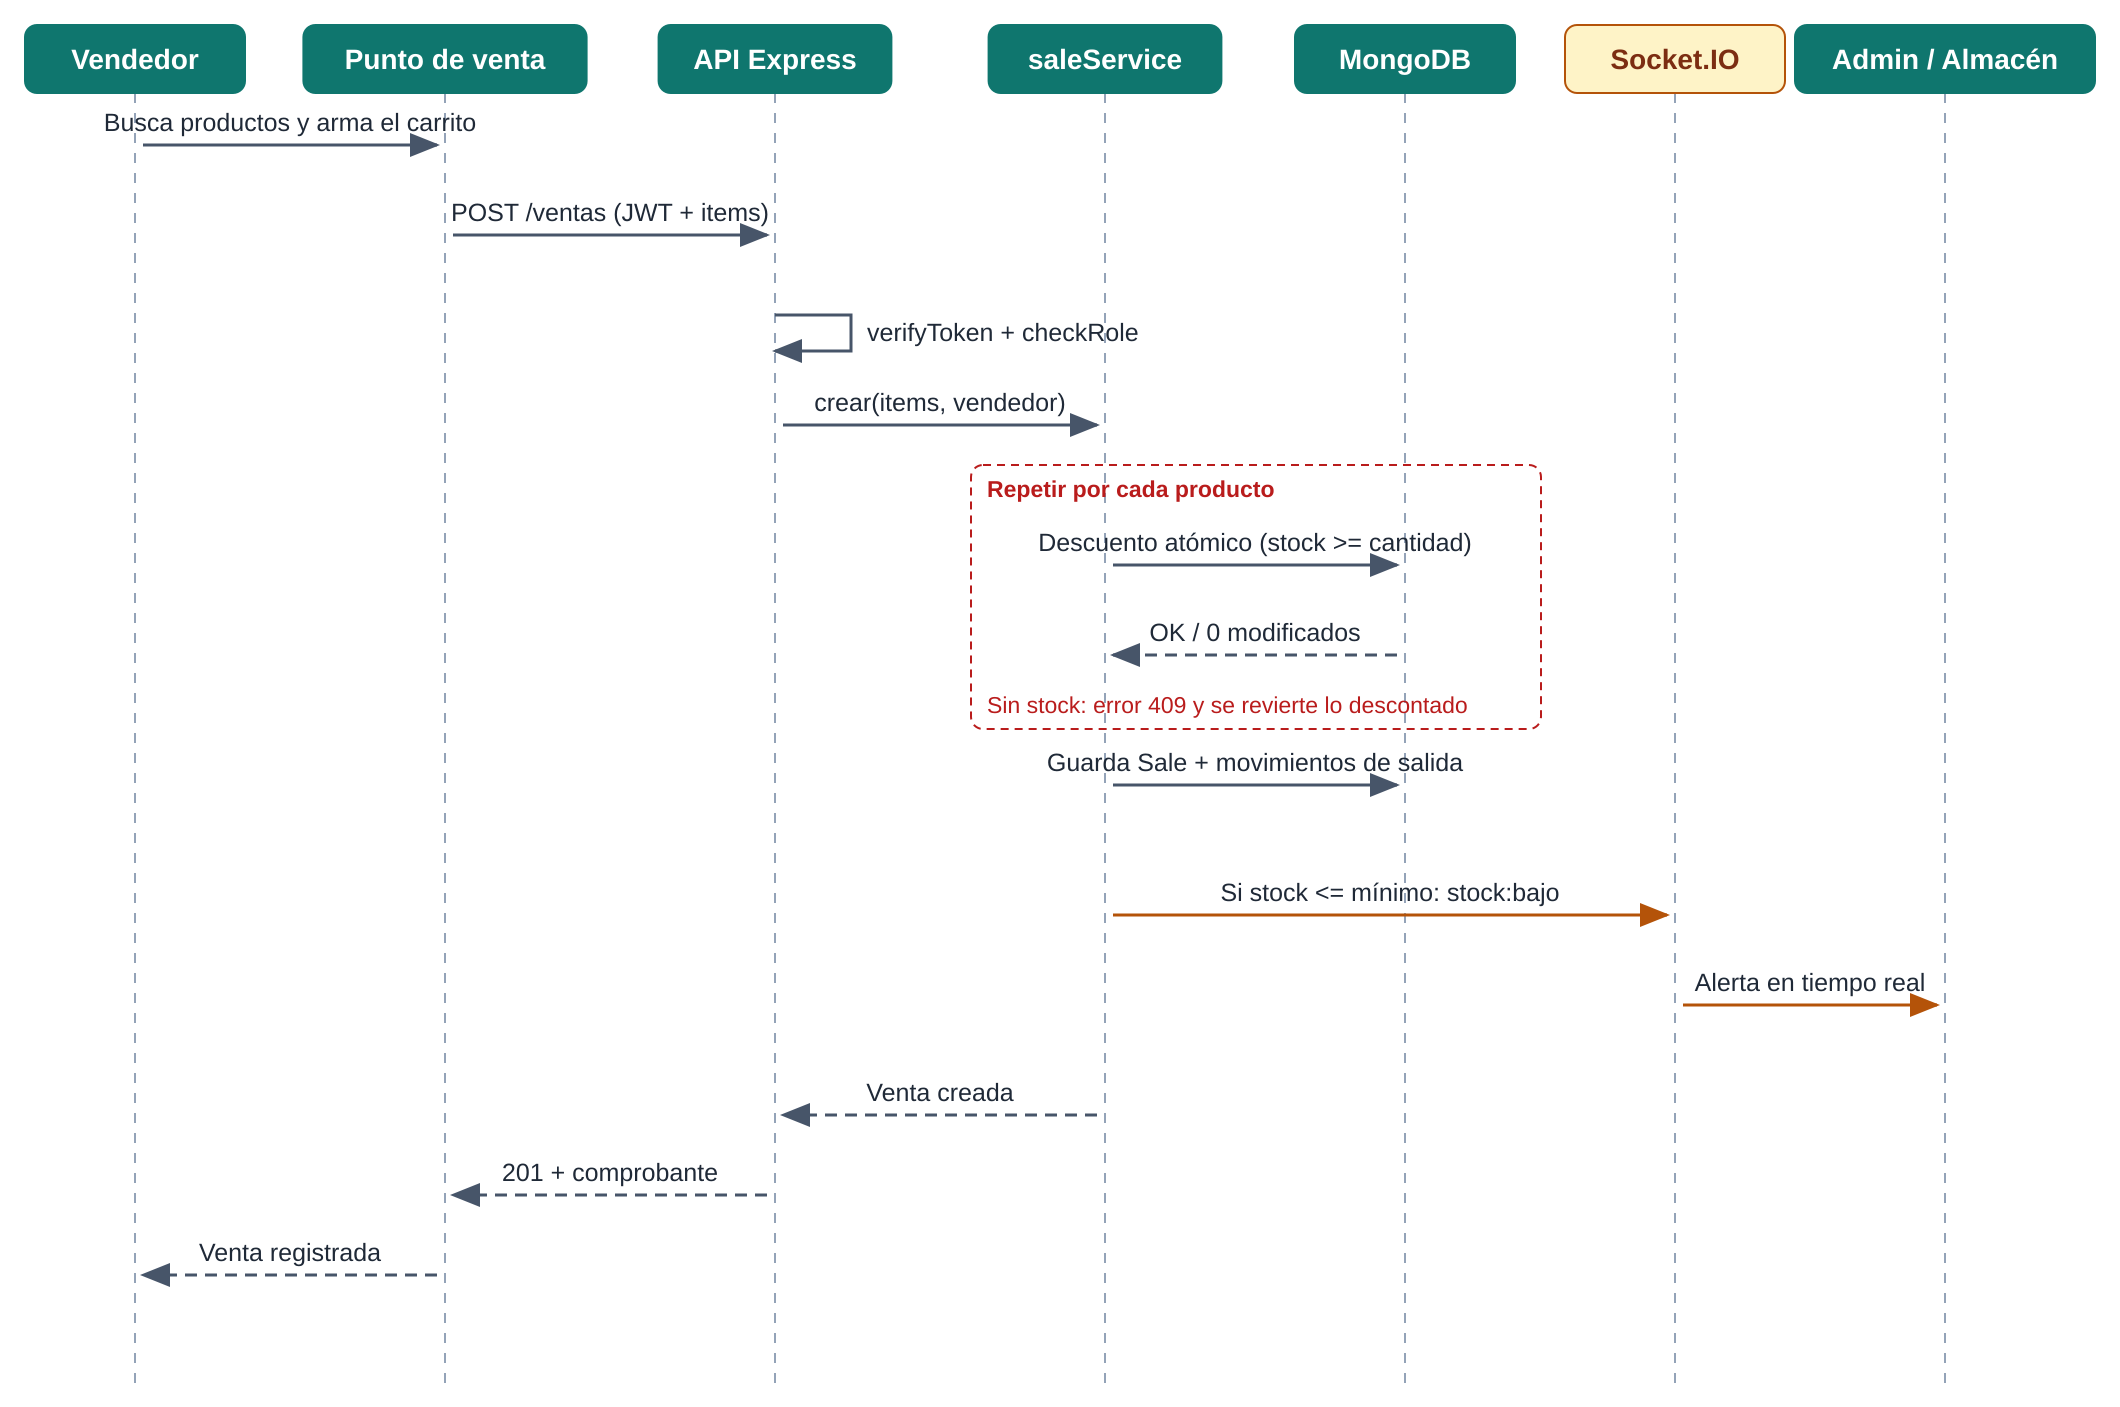 Vendedor
Punto de venta
API Express
saleService
MongoDB
Socket.IO
Admin / Almacén
Busca productos y arma el carrito
POST /ventas (JWT + items)
verifyToken + checkRole
crear(items, vendedor)
Repetir por cada producto
Descuento atómico (stock >= cantidad)
OK / 0 modificados
Sin stock: error 409 y se revierte lo descontado
Guarda Sale + movimientos de salida
Si stock <= mínimo: stock:bajo
Alerta en tiempo real
Venta creada
201 + comprobante
Venta registrada